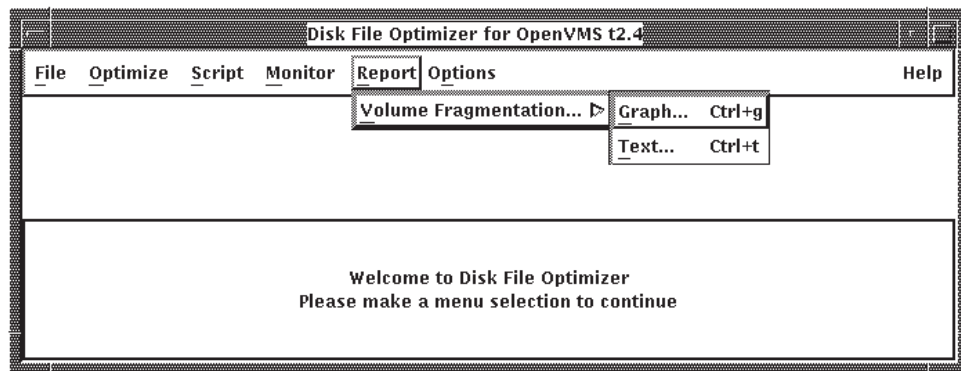 Disk File Optimizer for OpenVMS t2.4
File Optimize Script Monitor Report Options Help
Volume Fragmentation... Graph... Ctrl+g
Text... Ctrl+t
Welcome to Disk File Optimizer
Please make a menu selection to continue